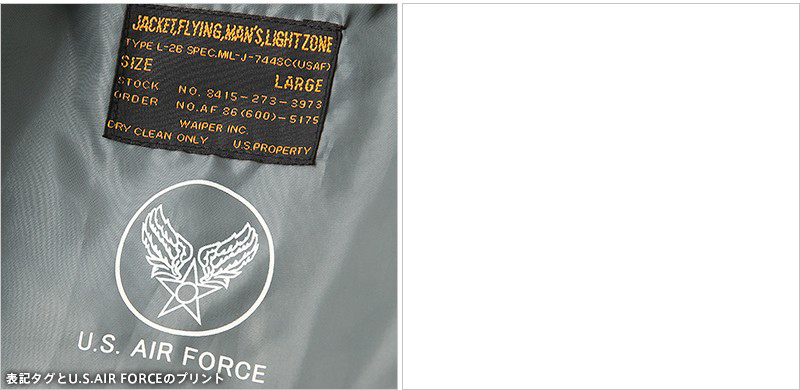 JACKET,FLYING,MAN'S,LIGHTZONE
TYPE L-2B SPEC.MIL-J-7448C(USAF)
SIZE LARGE
STOCK NO. 8415-273-3973
ORDER NO.AF 36(600)-5175
WAIPER INC.
DRY CLEAN ONLY U.S.PROPERTY
U.S. AIR FORCE
表記タグとU.S.AIR FORCEのプリント